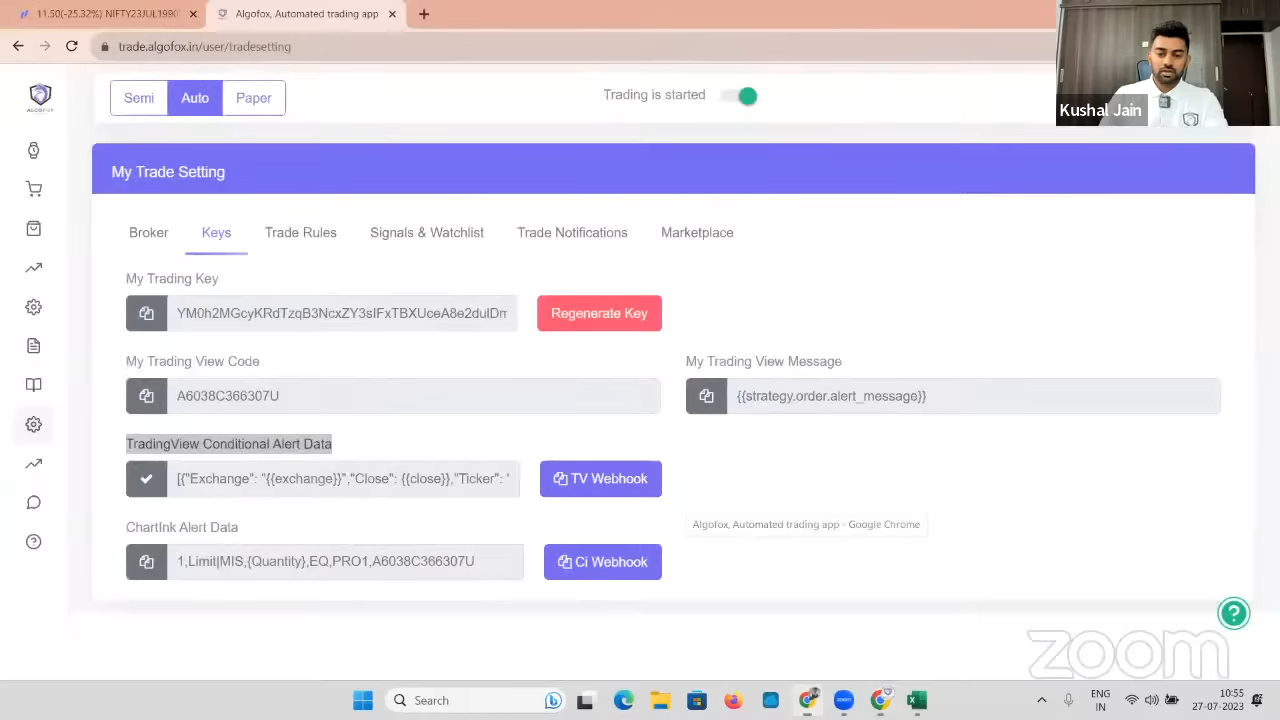 11.50(-25.32%) NIFTY23JUL1990
Algofox, Automated trading app
trade.algofox.in/user/tradesetting
Kushal Jain
ALGOFOX
Semi
Auto
Paper
Trading is started
My Trade Setting
Broker
Keys
Trade Rules
Signals & Watchlist
Trade Notifications
Marketplace
My Trading Key
Regenerate Key
My Trading View Code
My Trading View Message
A6038C366307U
{{strategy.order.alert_message}}
TradingView Conditional Alert Data
[{"Exchange": "{{exchange}}","Close": {{close}},"Ticker": "
TV Webhook
Algofox, Automated trading app - Google Chrome
ChartInk Alert Data
1,Limit|MIS,{Quantity},EQ,PRO1,A6038C366307U
Ci Webhook
zoom
Search
zoom
ENG
IN
10:55
27-07-2023